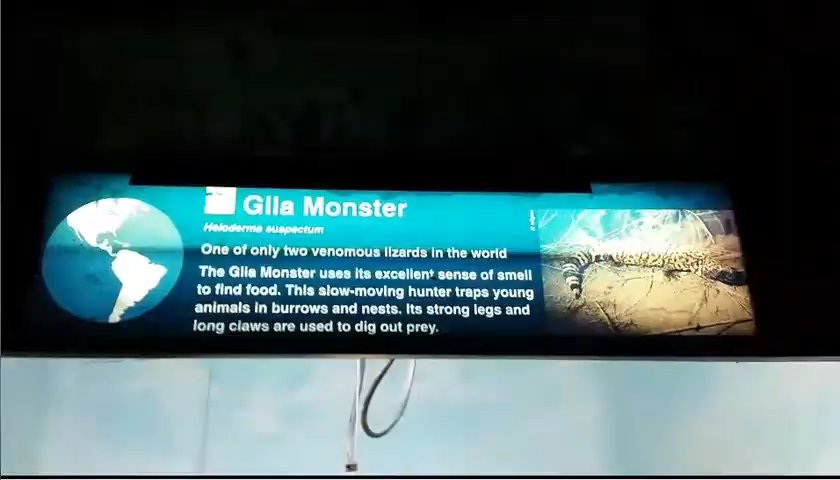 Gila Monster
Heloderma suspectum
One of only two venomous lizards in the world
The Gila Monster uses its excellent sense of smell
to find food. This slow-moving hunter traps young
animals in burrows and nests. Its strong legs and
long claws are used to dig out prey.